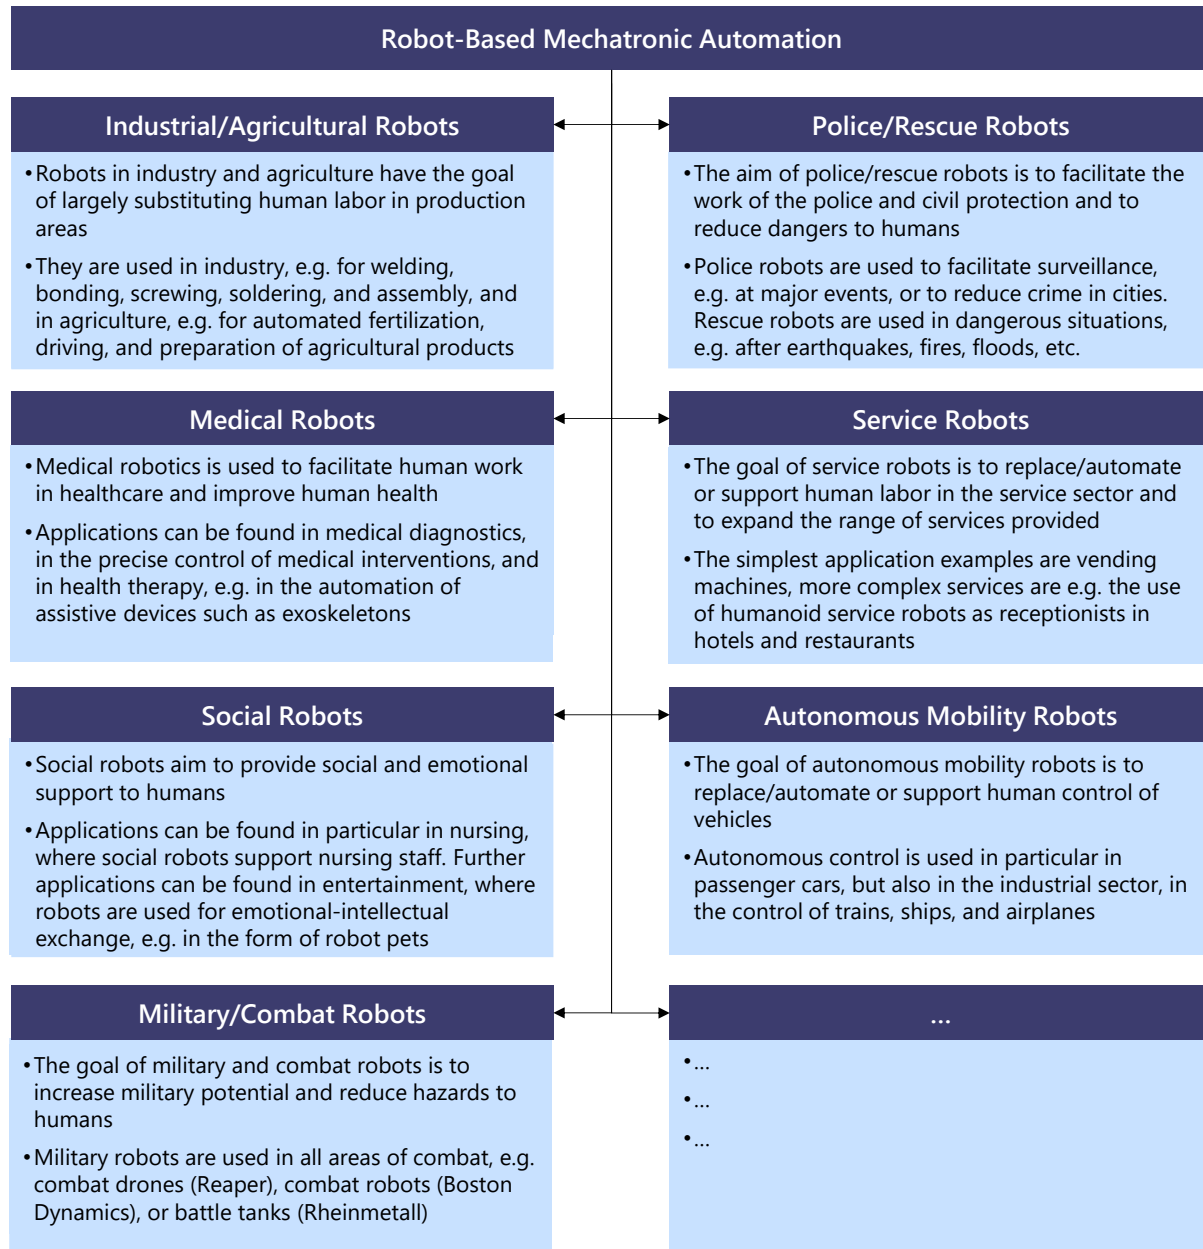 Robot-Based Mechatronic Automation
Industrial/Agricultural Robots
•Robots in industry and agriculture have the goal
of largely substituting human labor in production
areas
•They are used in industry, e.g. for welding,
bonding, screwing, soldering, and assembly, and
in agriculture, e.g. for automated fertilization,
driving, and preparation of agricultural products
Police/Rescue Robots
•The aim of police/rescue robots is to facilitate the
work of the police and civil protection and to
reduce dangers to humans
•Police robots are used to facilitate surveillance,
e.g. at major events, or to reduce crime in cities.
Rescue robots are used in dangerous situations,
e.g. after earthquakes, fires, floods, etc.
Medical Robots
•Medical robotics is used to facilitate human work
in healthcare and improve human health
•Applications can be found in medical diagnostics,
in the precise control of medical interventions, and
in health therapy, e.g. in the automation of
assistive devices such as exoskeletons
Service Robots
•The goal of service robots is to replace/automate
or support human labor in the service sector and
to expand the range of services provided
•The simplest application examples are vending
machines, more complex services are e.g. the use
of humanoid service robots as receptionists in
hotels and restaurants
Social Robots
•Social robots aim to provide social and emotional
support to humans
•Applications can be found in particular in nursing,
where social robots support nursing staff. Further
applications can be found in entertainment, where
robots are used for emotional-intellectual
exchange, e.g. in the form of robot pets
Autonomous Mobility Robots
•The goal of autonomous mobility robots is to
replace/automate or support human control of
vehicles
•Autonomous control is used in particular in
passenger cars, but also in the industrial sector, in
the control of trains, ships, and airplanes
Military/Combat Robots
•The goal of military and combat robots is to
increase military potential and reduce hazards to
humans
•Military robots are used in all areas of combat, e.g.
combat drones (Reaper), combat robots (Boston
Dynamics), or battle tanks (Rheinmetall)
...
•...
•...
•...